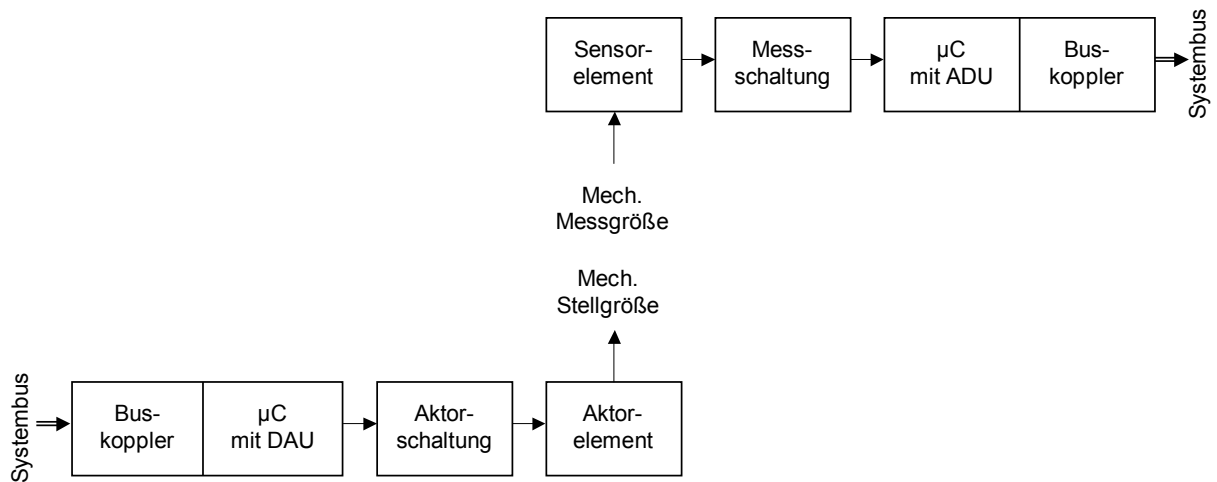 Sensor-
element
Mess-
schaltung
µC
mit ADU
Bus-
koppler
Systembus
Mech.
Messgröße
Mech.
Stellgröße
Systembus
Bus-
koppler
µC
mit DAU
Aktor-
schaltung
Aktor-
element